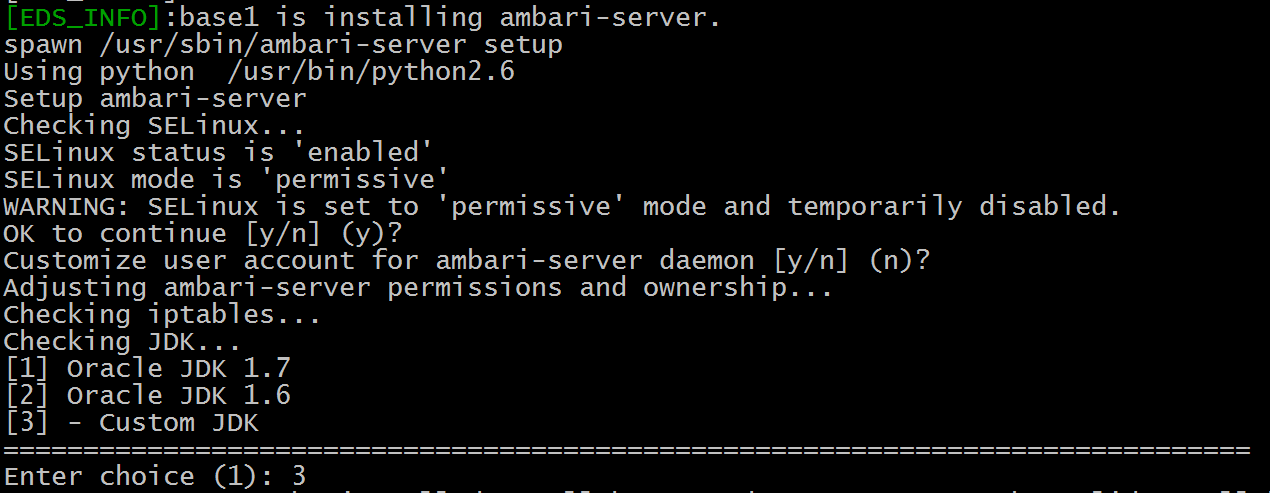 [EDS_INFO]:base1 is installing ambari-server.
spawn /usr/sbin/ambari-server setup
Using python  /usr/bin/python2.6
Setup ambari-server
Checking SELinux...
SELinux status is 'enabled'
SELinux mode is 'permissive'
WARNING: SELinux is set to 'permissive' mode and temporarily disabled.
OK to continue [y/n] (y)?
Customize user account for ambari-server daemon [y/n] (n)?
Adjusting ambari-server permissions and ownership...
Checking iptables...
Checking JDK...
[1] Oracle JDK 1.7
[2] Oracle JDK 1.6
[3] - Custom JDK
==============================================================================
Enter choice (1): 3